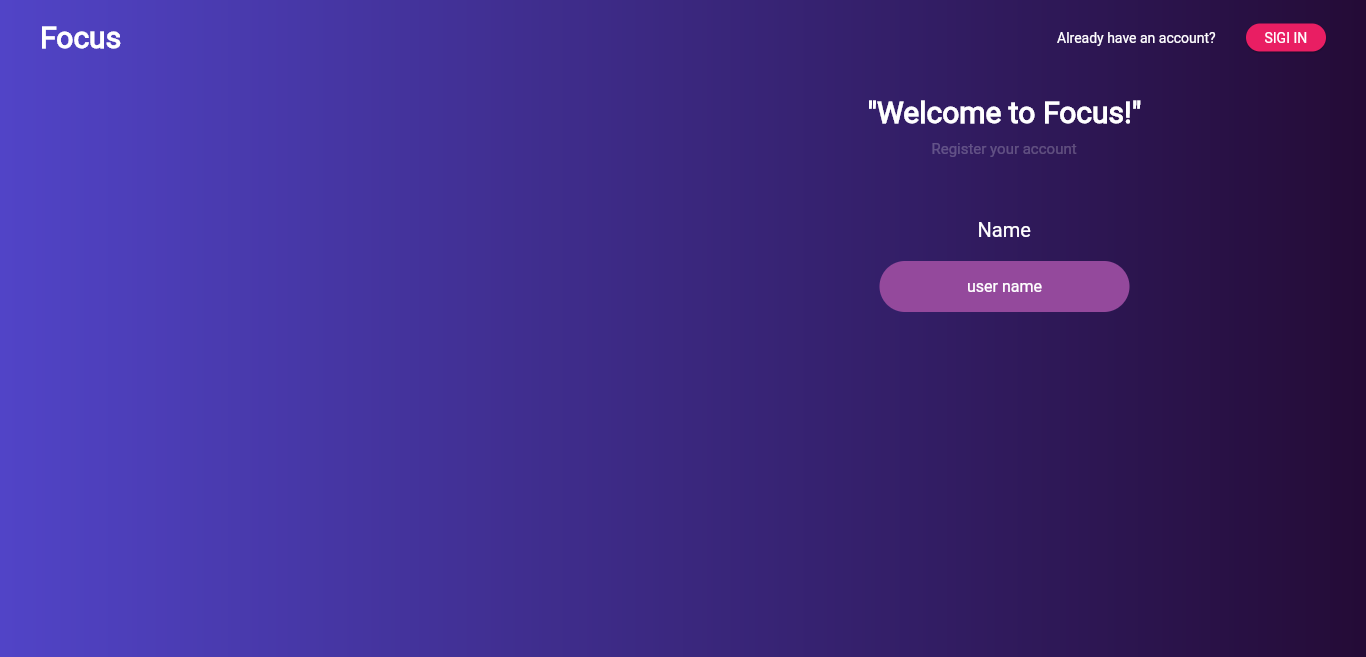 Focus
Already have an account?
SIGI IN
"Welcome to Focus!"
Register your account
Name
user name